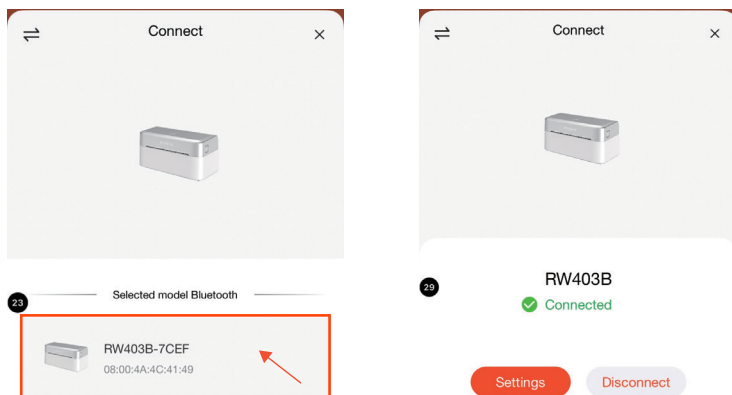 Connect
23
Selected model Bluetooth
RW403B-7CEF
08:00:4A:4C:41:49
Connect
29
RW403B
Connected
Settings
Disconnect